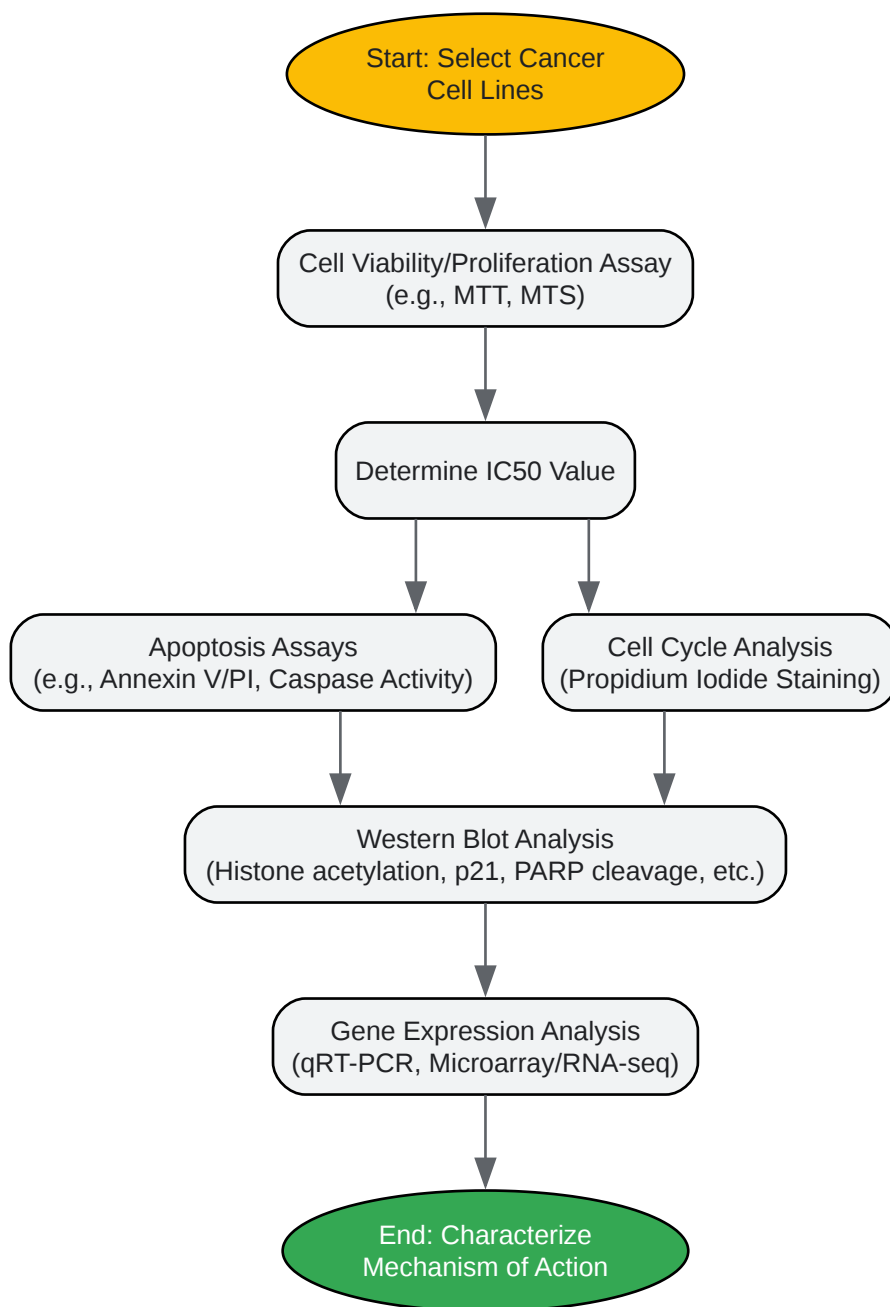 Start: Select Cancer
Cell Lines
Cell Viability/Proliferation Assay
(e.g., MTT, MTS)
Determine IC50 Value
Apoptosis Assays
(e.g., Annexin V/PI, Caspase Activity)
Cell Cycle Analysis
(Propidium Iodide Staining)
Western Blot Analysis
(Histone acetylation, p21, PARP cleavage, etc.)
Gene Expression Analysis
(qRT-PCR, Microarray/RNA-seq)
End: Characterize
Mechanism of Action